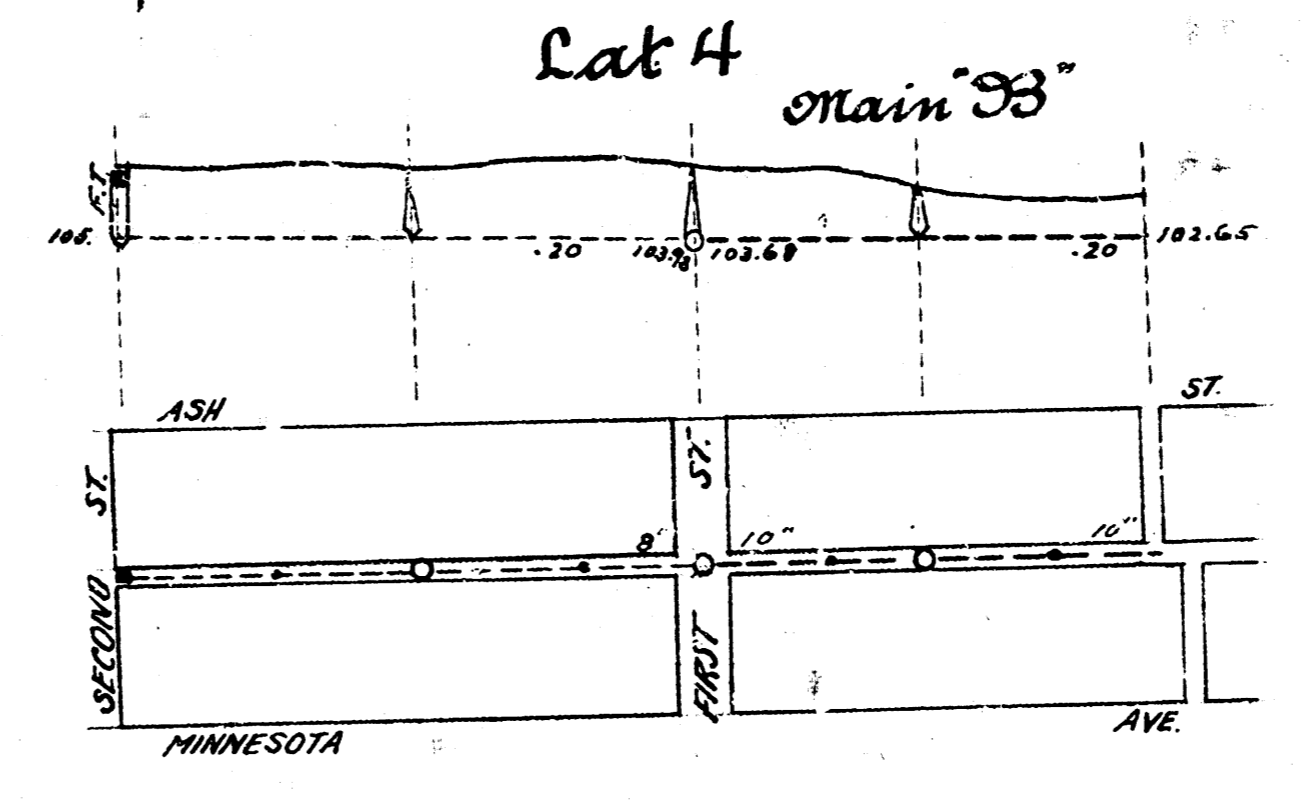 Lat 4
Main "B"
F.T
105.
.20
103.98
103.68
.20
102.65
ASH
ST.
ST.
ST.
8"
10"
10"
SECOND
FIRST
MINNESOTA
AVE.